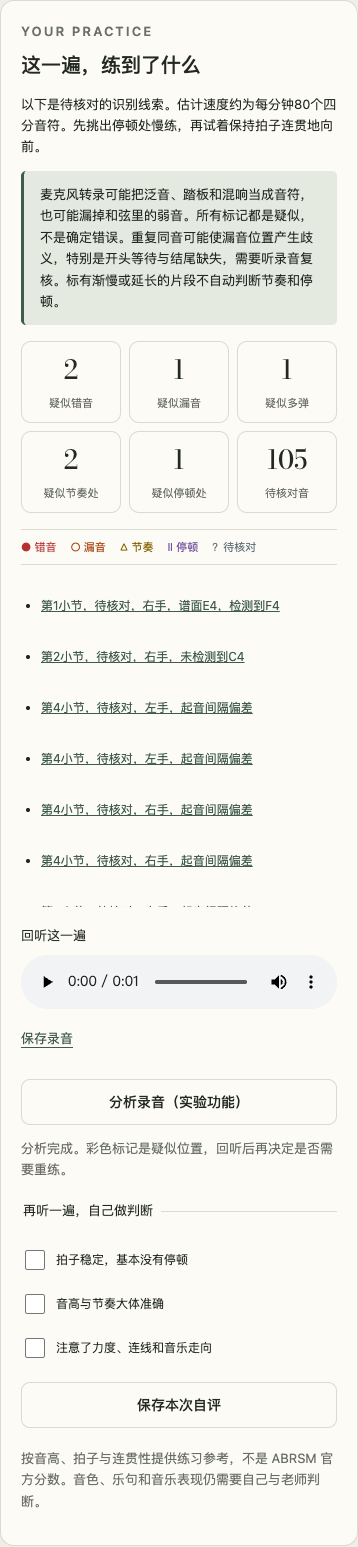 YOUR PRACTICE
这一遍，练到了什么
以下是待核对的识别线索。估计速度约为每分钟80个四
分音符。先挑出停顿处慢练，再试着保持拍子连贯地向
前。
麦克风转录可能把泛音、踏板和混响当成音符，
也可能漏掉和弦里的弱音。所有标记都是疑似，
不是确定错误。重复同音可能使漏音位置产生歧
义，特别是开头等待与结尾缺失，需要听录音复
核。标有渐慢或延长的片段不自动判断节奏和停
顿。
2 1 1
疑似错音 疑似漏音 疑似多弹
2 1 105
疑似节奏处 疑似停顿处 待核对音
错音 漏音 节奏 停顿 ? 待核对
第1小节，待核对，右手，谱面E4，检测到F4
第2小节，待核对，右手，未检测到C4
第4小节，待核对，左手，起音间隔偏差
第4小节，待核对，左手，起音间隔偏差
第4小节，待核对，右手，起音间隔偏差
第4小节，待核对，右手，起音间隔偏差
回听这一遍
0:00 / 0:01
保存录音
分析录音（实验功能）
分析完成。彩色标记是疑似位置，回听后再决定是否需
要重练。
再听一遍，自己做判断
拍子稳定，基本没有停顿
音高与节奏大体准确
注意了力度、连线和音乐走向
保存本次自评
按音高、拍子与连贯性提供练习参考，不是 ABRSM 官
方分数。音色、乐句和音乐表现仍需要自己与老师判
断。